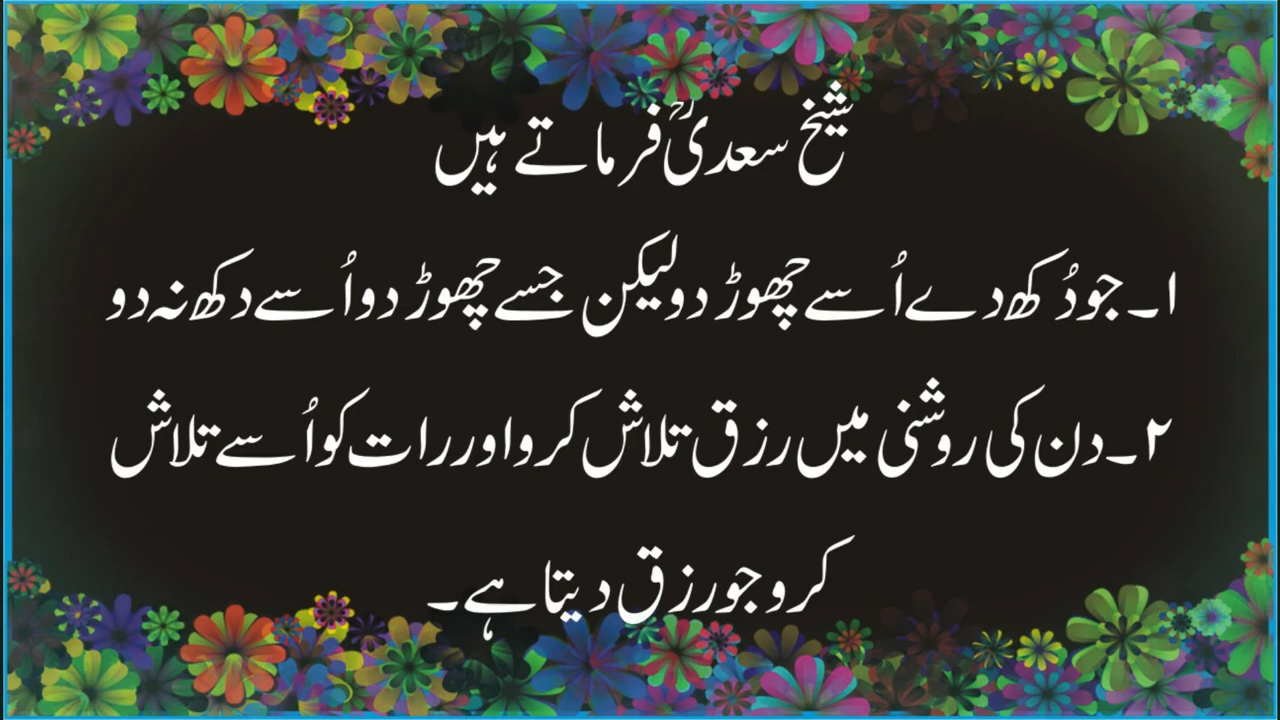 شیخ سعدیؒ فرماتے ہیں
۱۔جو دُکھ دے اُسے چھوڑ دو لیکن جسے چھوڑ دو اُسے دکھ نہ دو
۲۔دن کی روشنی میں رزق تلاش کرو اور رات کو اُسے تلاش
کرو جو رزق دیتا ہے۔